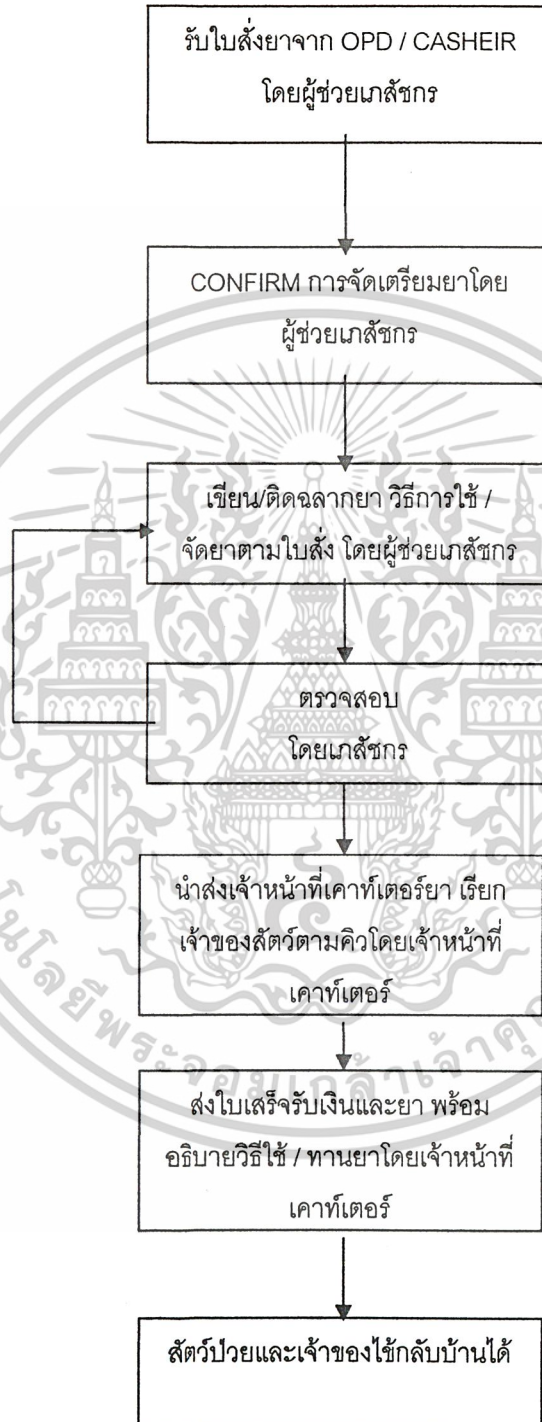 รับใบสั่งยาจาก OPD / CASHEIR
โดยผู้ช่วยเภสัชกร
CONFIRM การจัดเตรียมยาโดย
ผู้ช่วยเภสัชกร
เขียน/ติดฉลากยา วิธีการใช้ /
จัดยาตามใบสั่ง โดยผู้ช่วยเภสัชกร
ตรวจสอบ
โดยเภสัชกร
นำส่งเจ้าหน้าที่เคาท์เตอร์ยา เรียก
เจ้าของสัตว์ตามคิวโดยเจ้าหน้าที่
เคาท์เตอร์
ส่งใบเสร็จรับเงินและยา พร้อม
อธิบายวิธีใช้ / ทานยาโดยเจ้าหน้าที่
เคาท์เตอร์
สัตว์ป่วยและเจ้าของไข้กลับบ้านได้